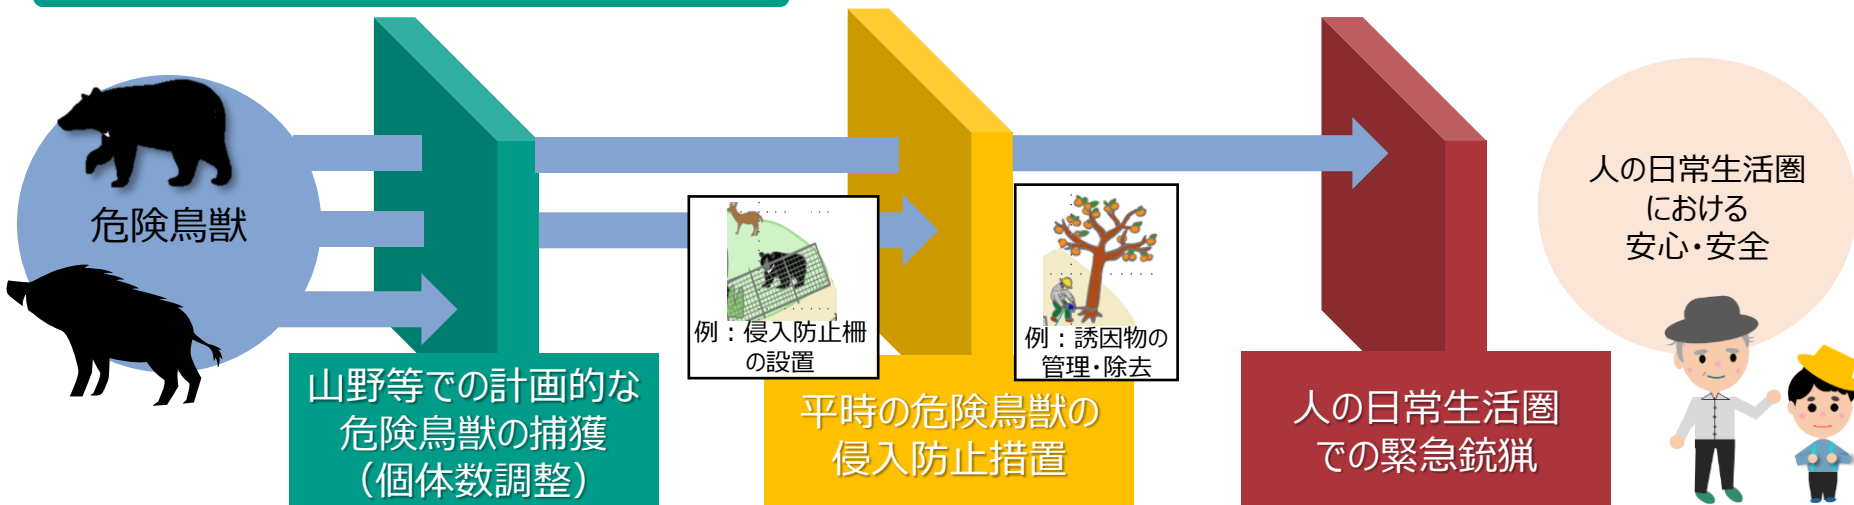 危険鳥獣
山野等での計画的な
危険鳥獣の捕獲
（個体数調整）
例：侵入防止柵
の設置
平時の危険鳥獣の
侵入防止措置
例：誘因物の
管理・除去
人の日常生活圏
での緊急銃猟
人の日常生活圏
における
安心・安全